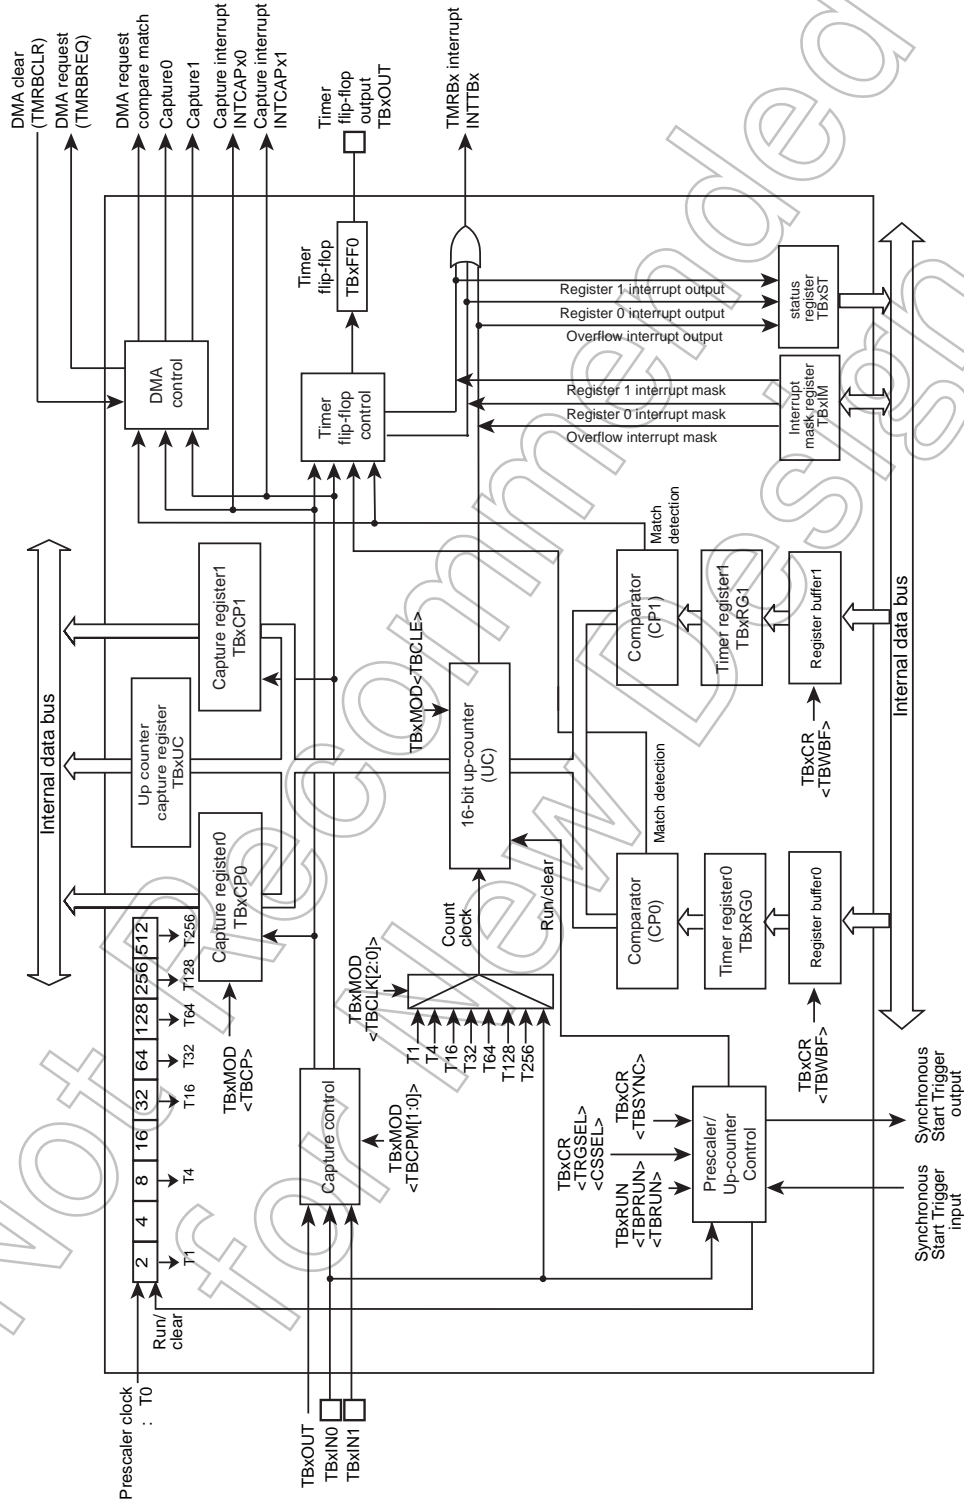 Not Recommended
for New Design
Prescaler clock
: T0
Run/
clear
2
4
8
16
32
64
128
256
512
T1
T4
T16
T32
T64
T128
T256
Internal data bus
TBxMOD
<TBCP>
Capture register0
TBxCP0
Up counter
capture register
TBxUC
Capture register1
TBxCP1
DMA
control
DMA clear
(TMRBCLR)
DMA request
(TMRBREQ)
DMA request
compare match
Capture0
Capture1
Capture interrupt
INTCAPx0
Capture interrupt
INTCAPx1
TBxOUT
TBxIN0
TBxIN1
Capture control
TBxMOD
<TBCPM[1:0]>
TBxMOD
<TBCLK[2:0]>
T1
T4
T16
T32
T64
T128
T256
Count
clock
TBxMOD<TBCLE>
16-bit up-counter
(UC)
Run/clear
Timer
flip-flop
control
Timer
flip-flop
TBxFF0
Timer
flip-flop
output
TBxOUT
TMRBx interrupt
INTTBx
Register 1 interrupt output
Register 0 interrupt output
Overflow interrupt output
Register 1 interrupt mask
Register 0 interrupt mask
Overflow interrupt mask
status
register
TBxST
Interrupt
mask register
TBxIM
Match detection
Match
detection
Comparator
(CP0)
Comparator
(CP1)
Timer register0
TBxRG0
Timer register1
TBxRG1
Register buffer0
Register buffer1
TBxCR
<TBWBF>
TBxCR
<TBWBF>
TBxRUN
<TBPRUN>
<TBRUN>
TBxCR
<TRGSEL>
<CSSEL>
TBxCR
<TBSYNC>
Prescaler/
Up-counter
Control
Synchronous
Start Trigger
input
Synchronous
Start Trigger
output
Internal data bus